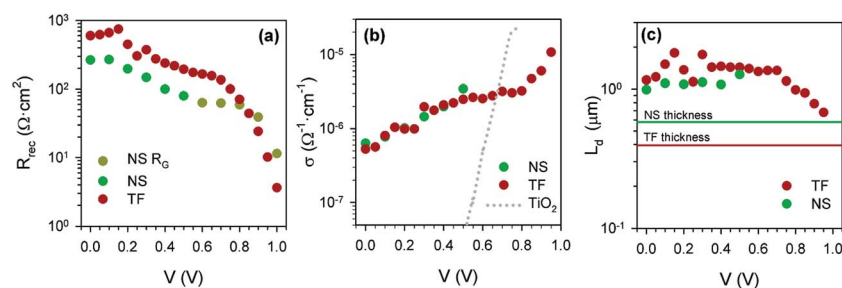 (a)
R_rec (Ω·cm²)
10³
10²
10¹
10⁰
NS R_G
NS
TF
0.0 0.2 0.4 0.6 0.8 1.0
V (V)
(b)
σ (Ω⁻¹·cm⁻¹)
10⁻⁵
10⁻⁶
10⁻⁷
NS
TF
TiO₂
0.0 0.2 0.4 0.6 0.8 1.0
V (V)
(c)
L_d (μm)
10⁰
10⁻¹
NS thickness
TF thickness
TF
NS
0.0 0.2 0.4 0.6 0.8 1.0
V (V)